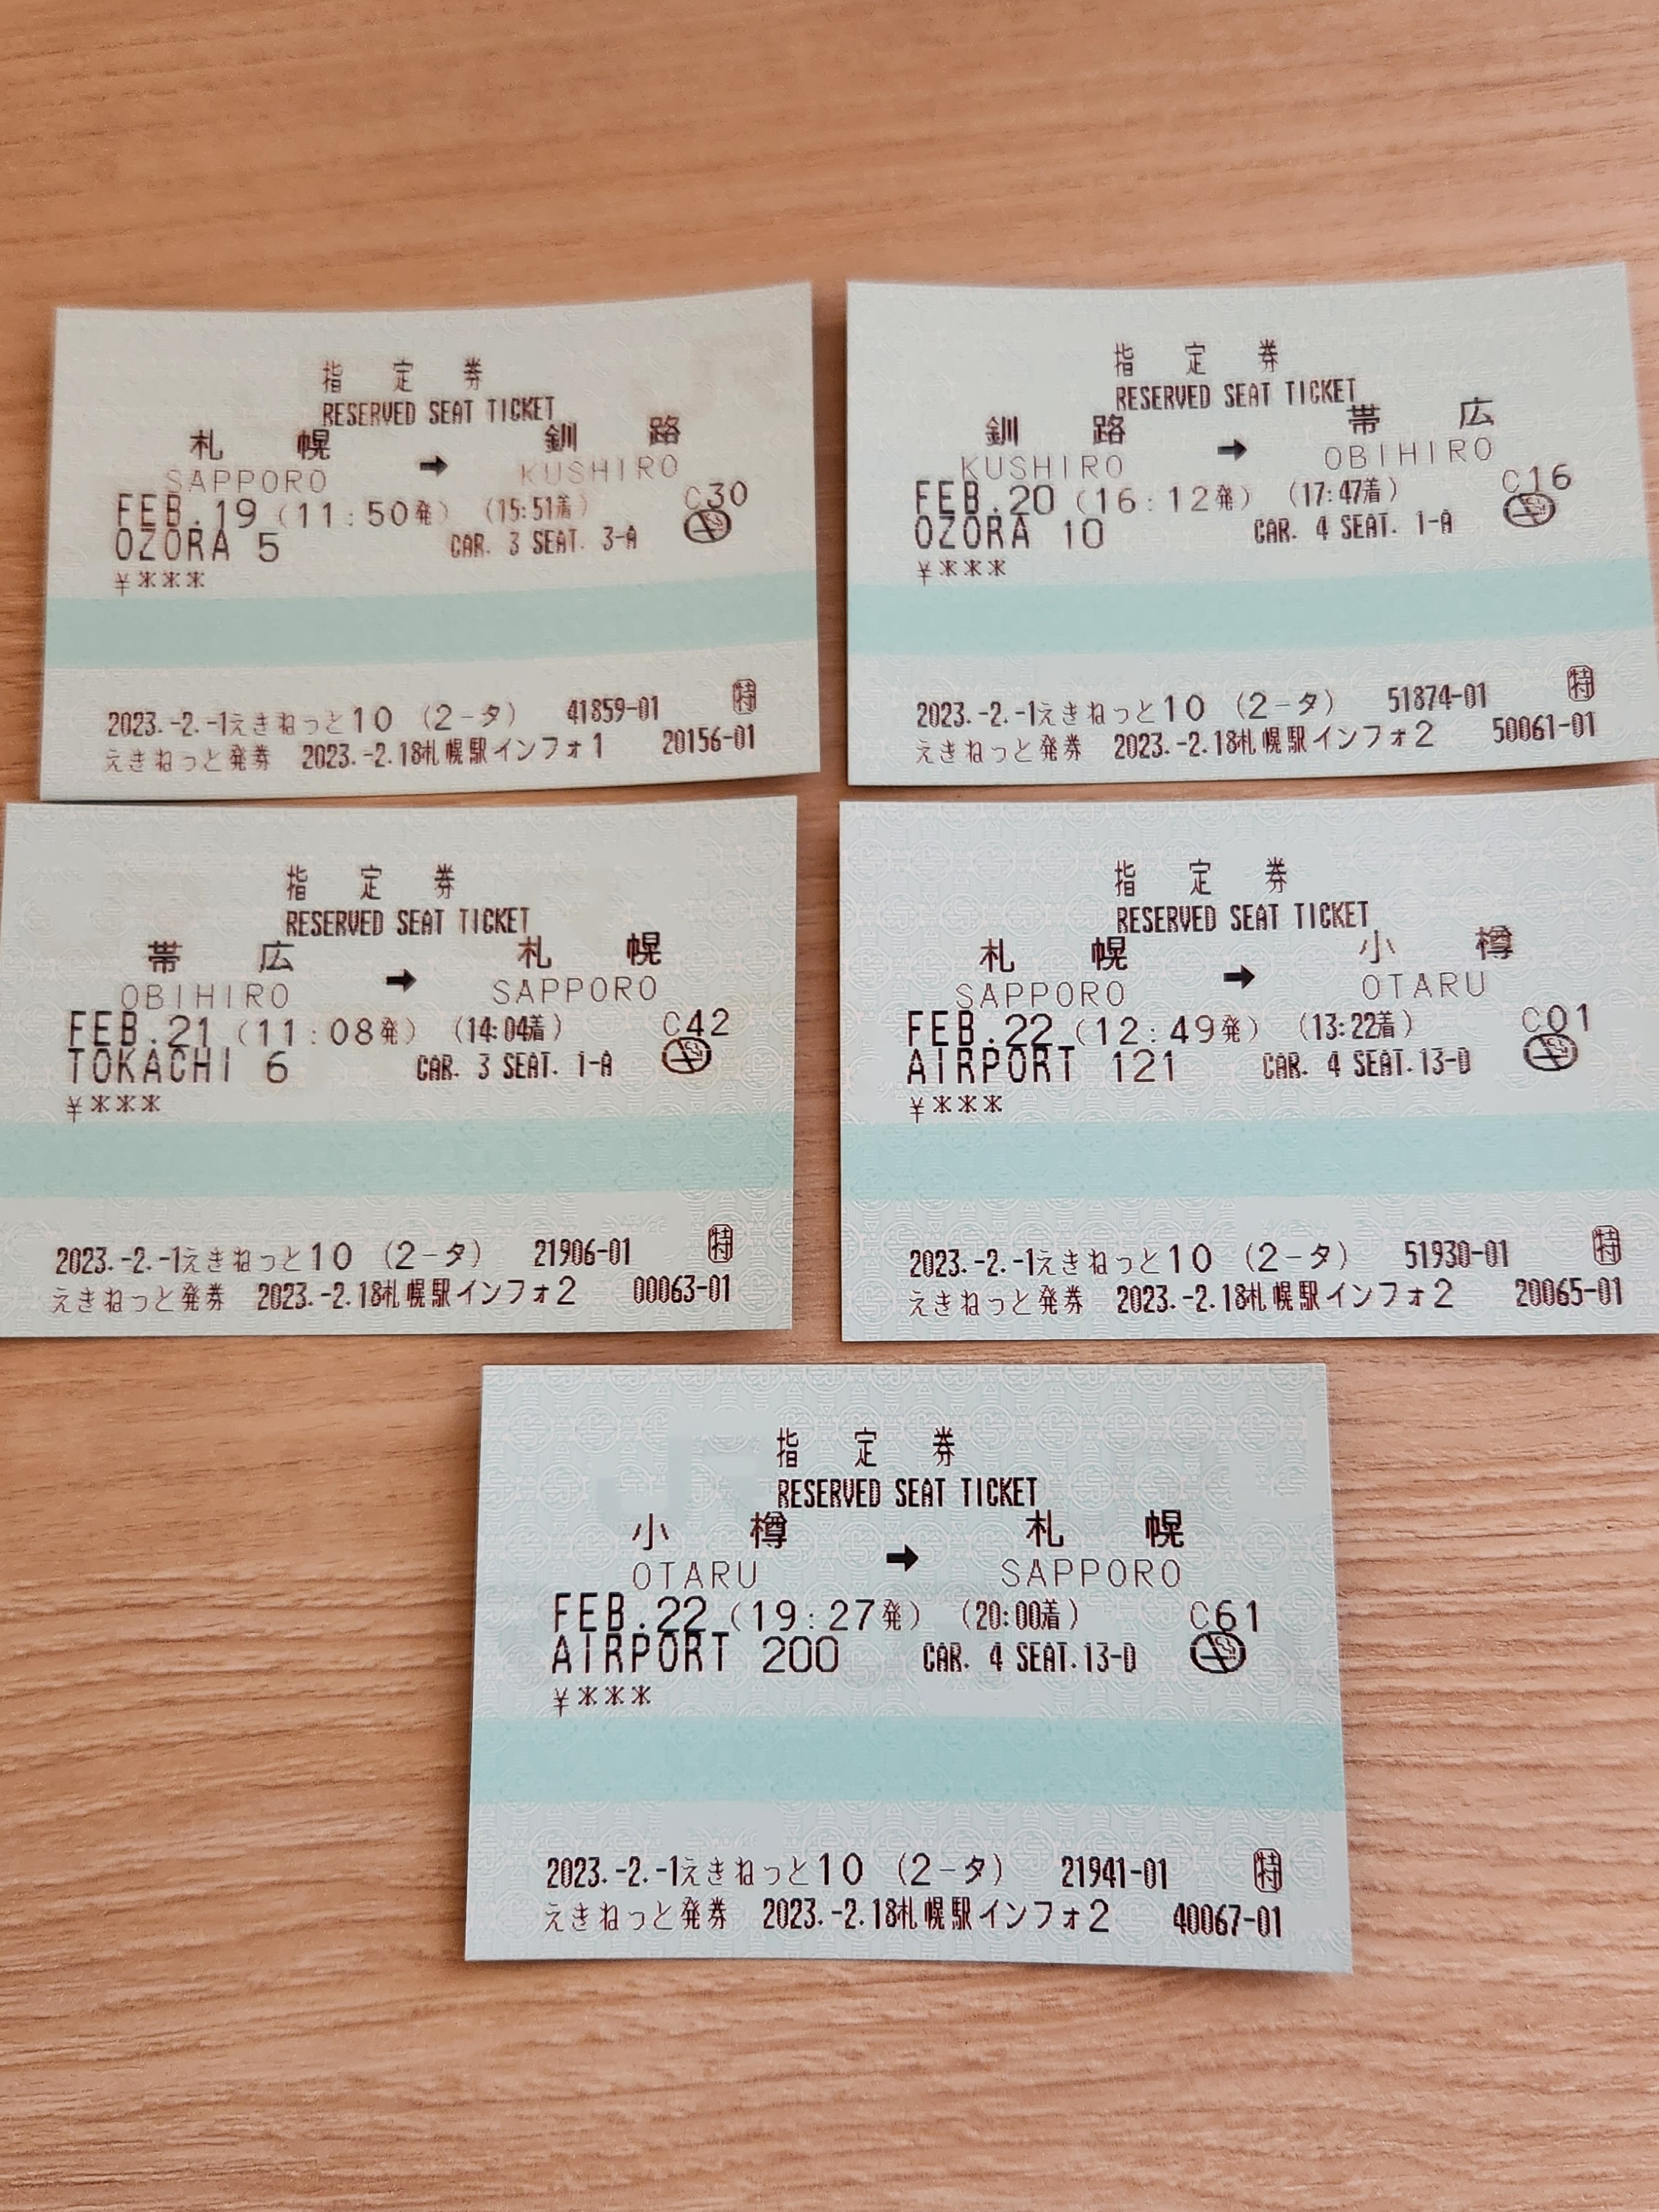 指 定 券
RESERVED SEAT TICKET
札 幌 ➡ 釧 路
SAPPORO KUSHIRO
FEB.19 (11:50発) (15:51着) C30
OZORA 5 CAR. 3 SEAT. 3-A
¥***
2023.-2.-1えきねっと10 (2-タ) 41859-01 特
えきねっと発券 2023.-2.18札幌駅インフォ1 20156-01
指 定 券
RESERVED SEAT TICKET
釧 路 ➡ 帯 広
KUSHIRO OBIHIRO
FEB.20 (16:12発) (17:47着) C16
OZORA 10 CAR. 4 SEAT. 1-A
¥***
2023.-2.-1えきねっと10 (2-タ) 51874-01 特
えきねっと発券 2023.-2.18札幌駅インフォ2 50061-01
指 定 券
RESERVED SEAT TICKET
帯 広 ➡ 札 幌
OBIHIRO SAPPORO
FEB.21 (11:08発) (14:04着) C42
TOKACHI 6 CAR. 3 SEAT. 1-A
¥***
2023.-2.-1えきねっと10 (2-タ) 21906-01 特
えきねっと発券 2023.-2.18札幌駅インフォ2 00063-01
指 定 券
RESERVED SEAT TICKET
札 幌 ➡ 小 樽
SAPPORO OTARU
FEB.22 (12:49発) (13:22着) C01
AIRPORT 121 CAR. 4 SEAT.13-D
¥***
2023.-2.-1えきねっと10 (2-タ) 51930-01 特
えきねっと発券 2023.-2.18札幌駅インフォ2 20065-01
指 定 券
RESERVED SEAT TICKET
小 樽 ➡ 札 幌
OTARU SAPPORO
FEB.22 (19:27発) (20:00着) C61
AIRPORT 200 CAR. 4 SEAT.13-D
¥***
2023.-2.-1えきねっと10 (2-タ) 21941-01 特
えきねっと発券 2023.-2.18札幌駅インフォ2 40067-01